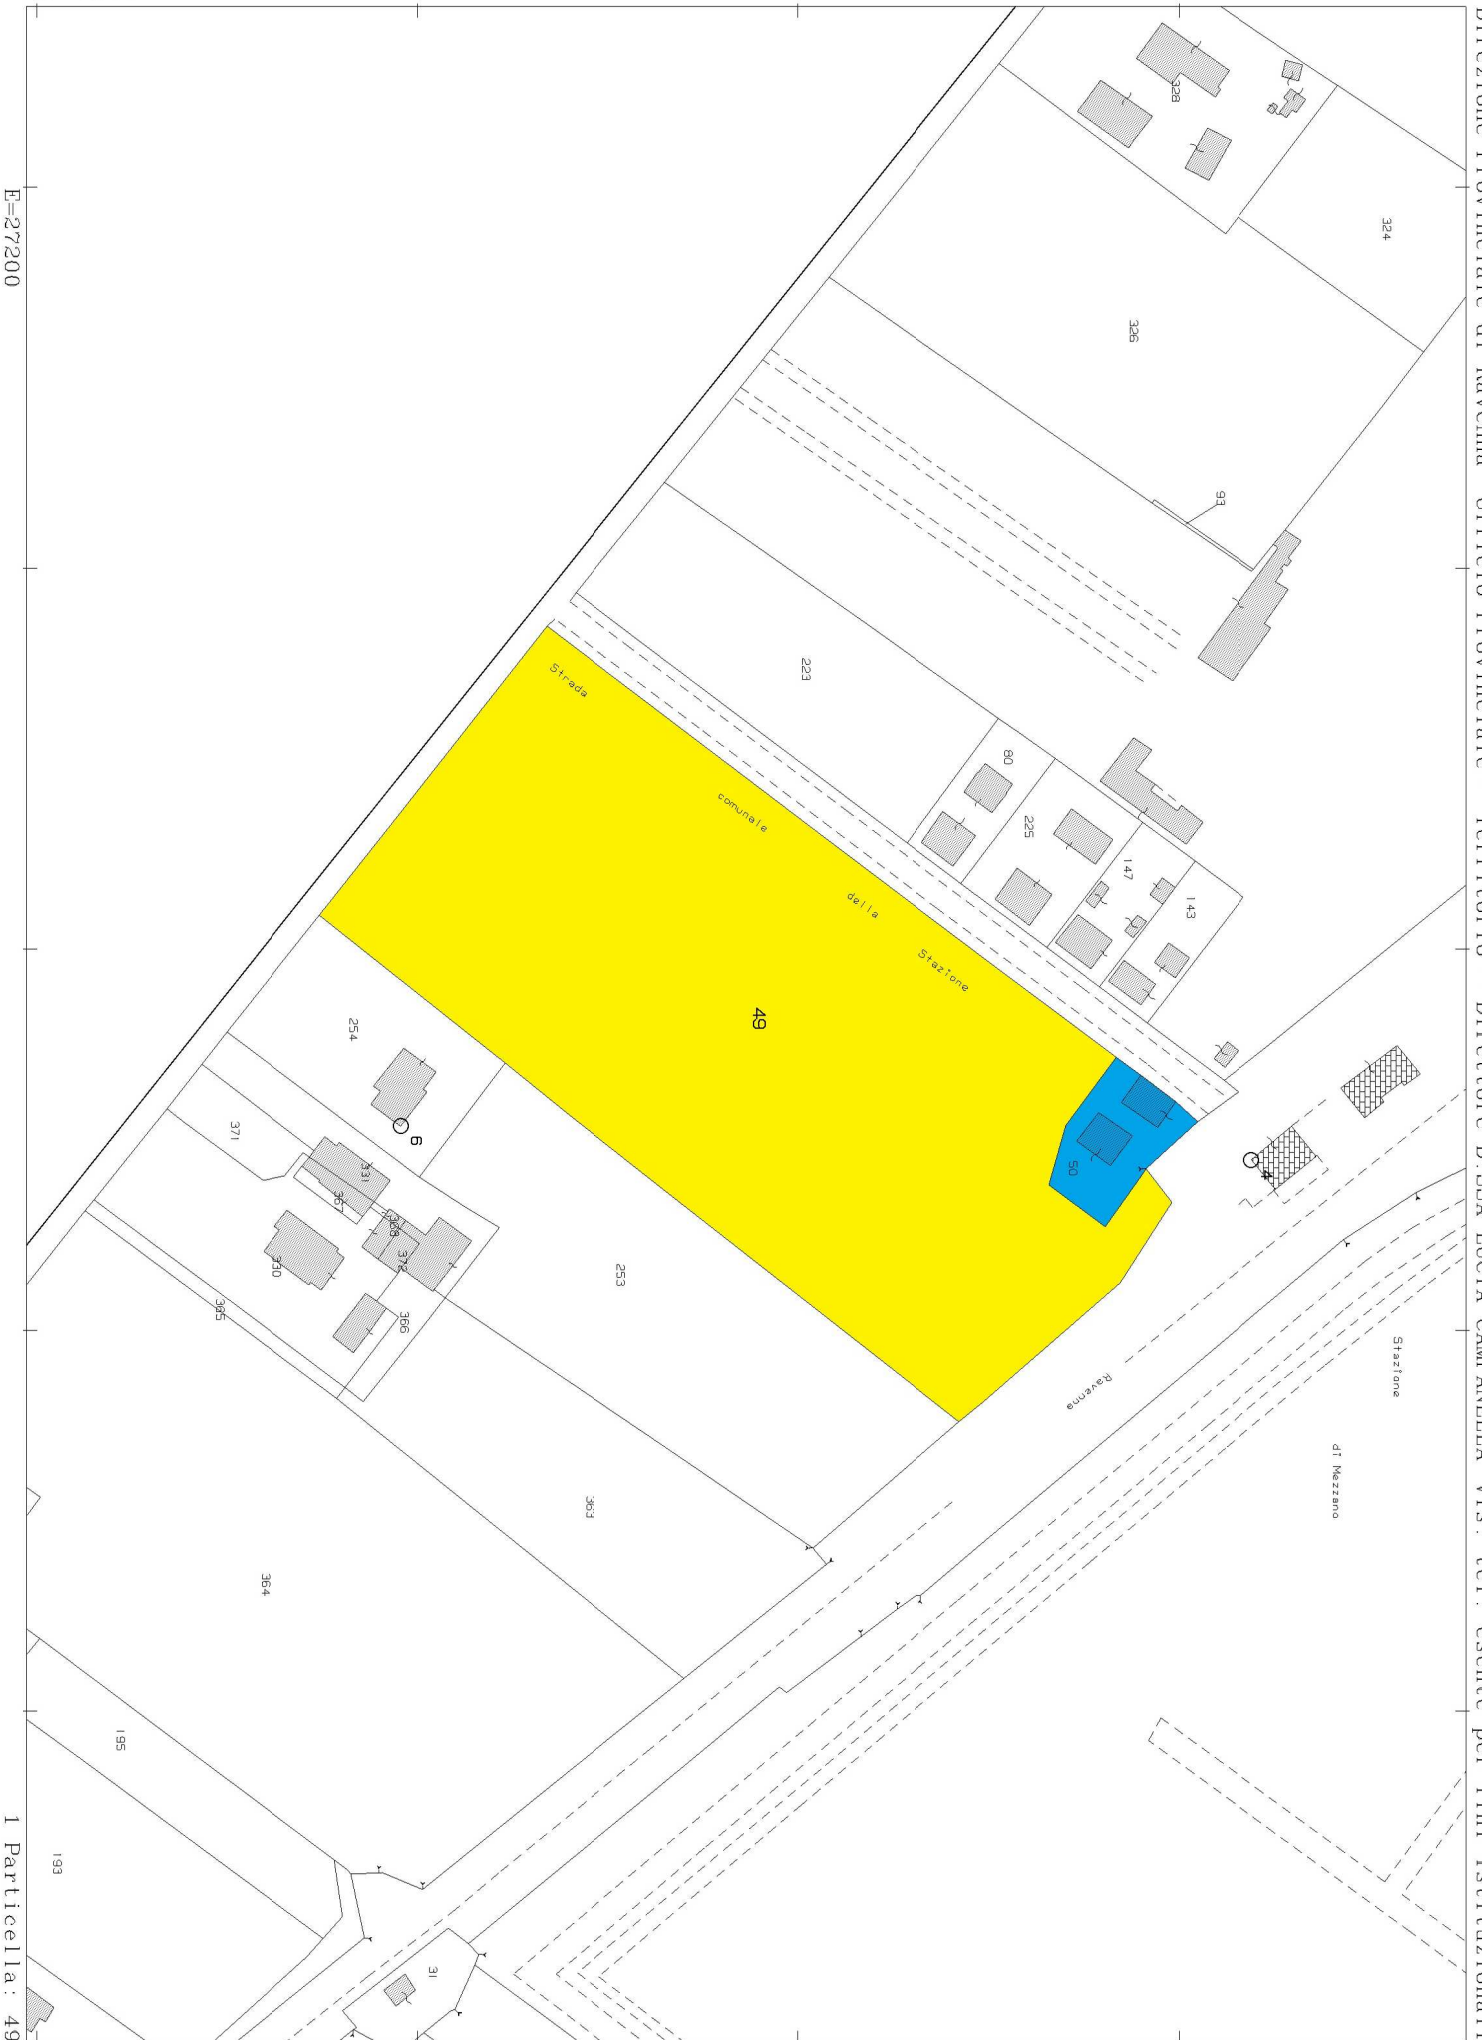 Direzione Provinciale di Ravenna Ufficio Provinciale - Territorio - Direttore D.SSA LUCIA CAMPANELLA Vis. tel. esente per fini istituzionali
E=27200
1 Particella: 49
328
324
326
93
223
80
225
147
143
Strada
comunale
della
Stazione
49
50
4
254
6
371
331
367
368
372
330
365
366
253
363
364
Ravenna
Stazione
di Mezzano
195
193
31